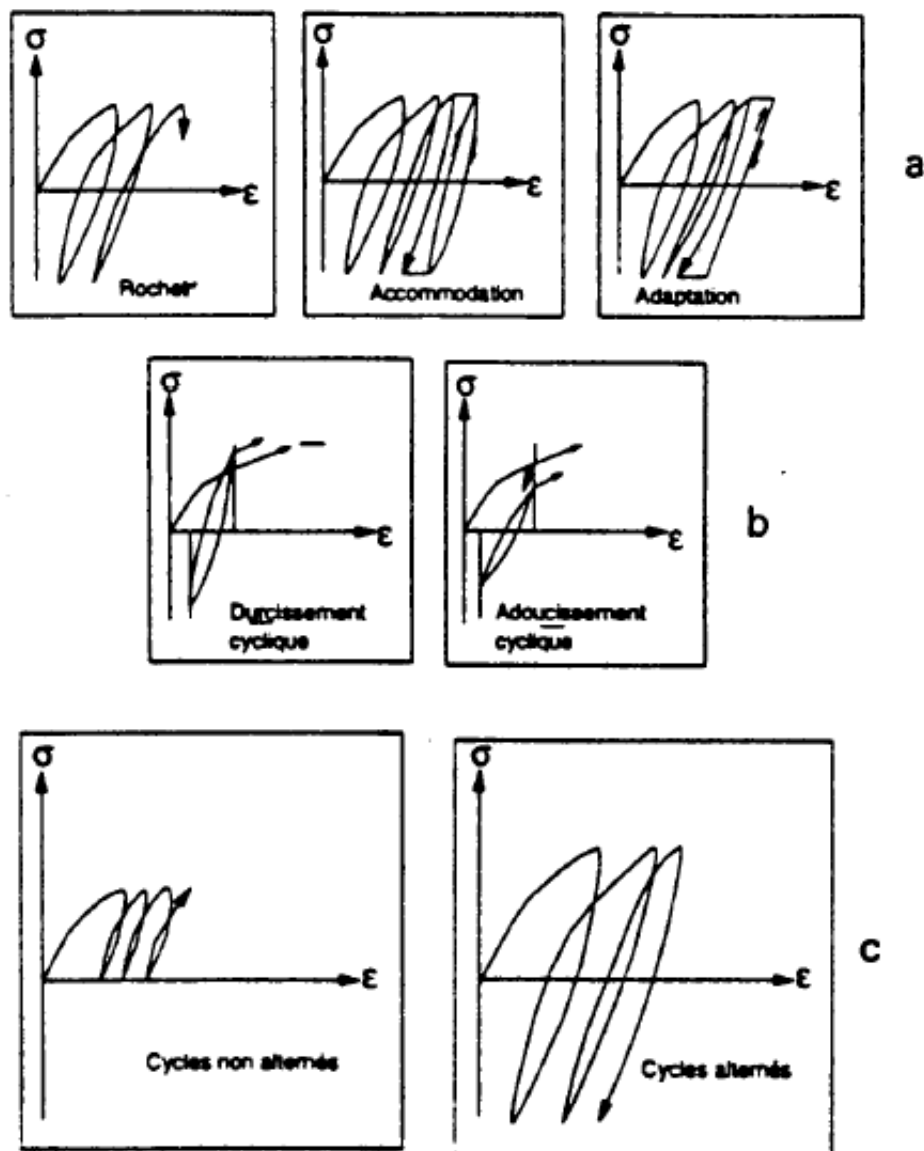 σ
ε
Rochet
σ
ε
Accommodation
σ
ε
Adaptation
a
σ
ε
Durcissement
cyclique
σ
ε
Adoucissement
cyclique
b
σ
ε
Cycles non alternés
σ
ε
Cycles alternés
c